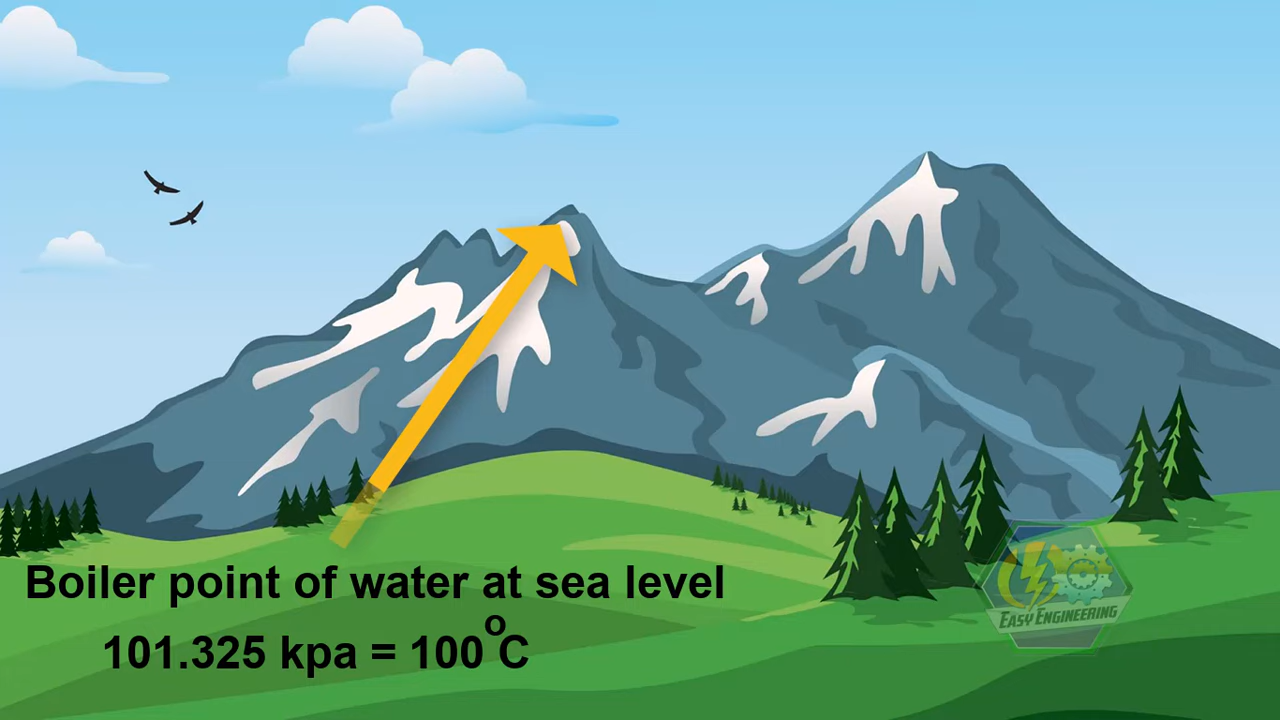 Boiler point of water at sea level
101.325 kpa = 100°C
EASY ENGINEERING